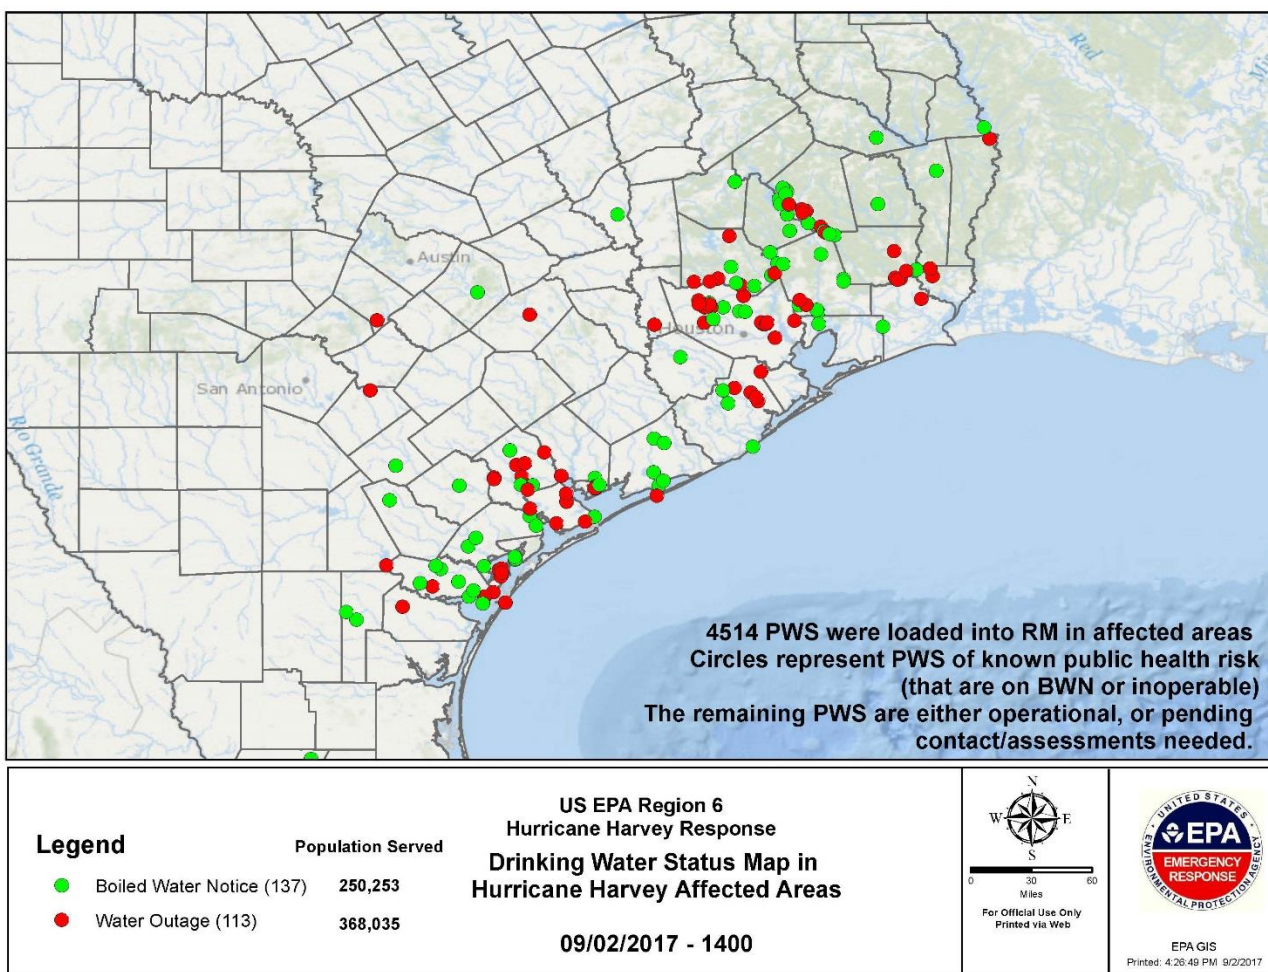 Red
Mi
Austin
Houston
San Antonio
Rio Grande
4514 PWS were loaded into RM in affected areas
Circles represent PWS of known public health risk
(that are on BWN or inoperable)
The remaining PWS are either operational, or pending
contact/assessments needed.
Legend
Population Served
Boiled Water Notice (137) 250,253
Water Outage (113) 368,035
US EPA Region 6
Hurricane Harvey Response
Drinking Water Status Map in
Hurricane Harvey Affected Areas
09/02/2017 - 1400
N
W E
S
0 30 60
Miles
For Official Use Only
Printed via Web
UNITED STATES
EPA
EMERGENCY
RESPONSE
ENVIRONMENTAL PROTECTION AGENCY
EPA GIS
Printed: 4:26:49 PM 9/2/2017